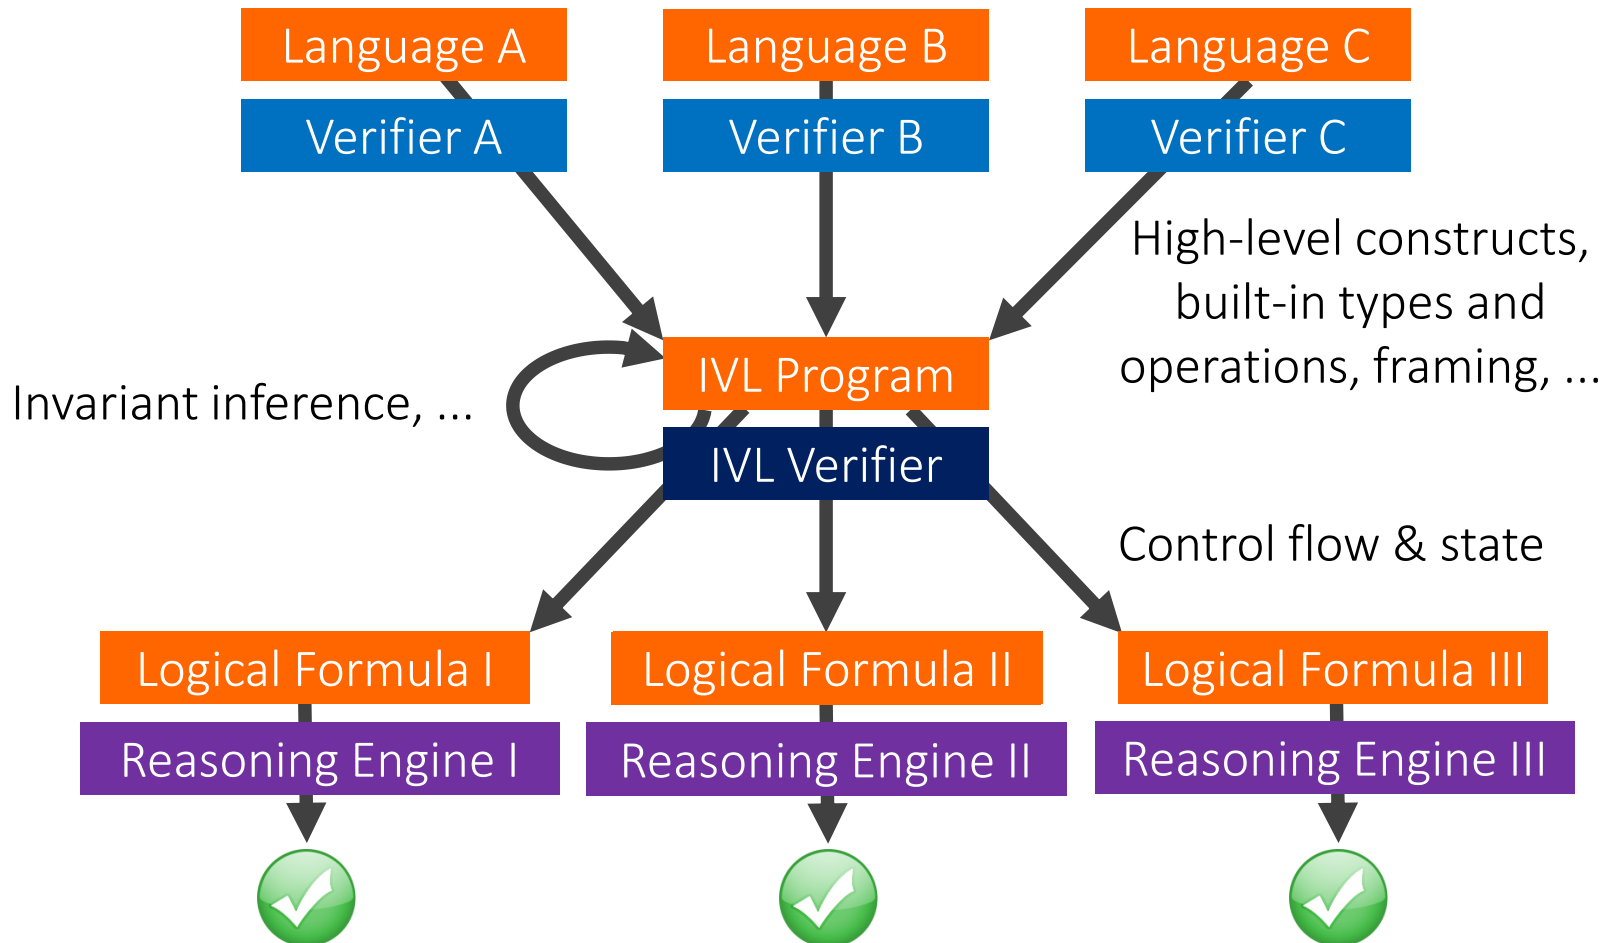 Language A
Language B
Language C
Verifier A
Verifier B
Verifier C
High-level constructs,
built-in types and
operations, framing, ...
IVL Program
Invariant inference, ...
IVL Verifier
Control flow & state
Logical Formula I
Logical Formula II
Logical Formula III
Reasoning Engine I
Reasoning Engine II
Reasoning Engine III